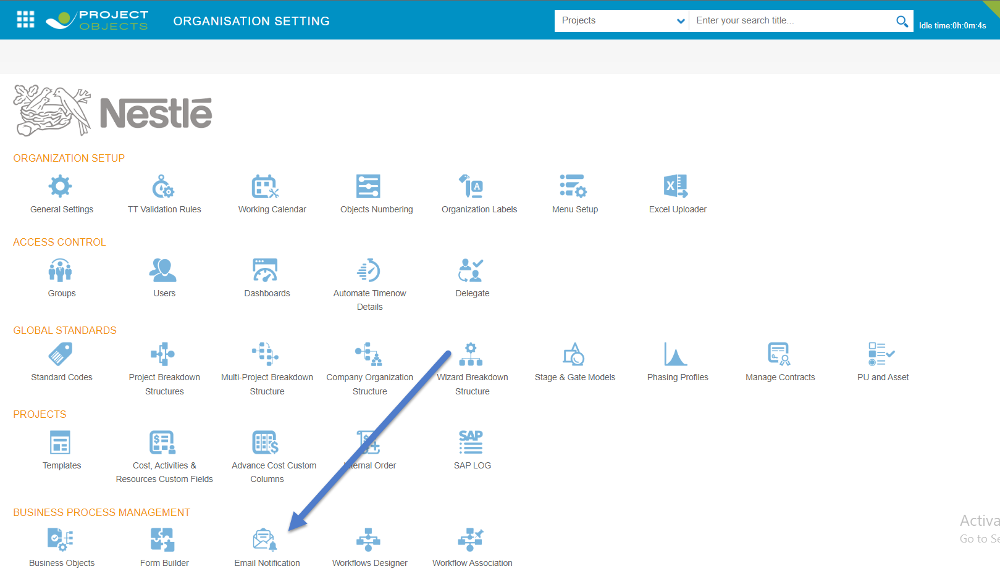 PROJECT
OBJECTS
ORGANISATION SETTING
Projects
Enter your search title...
Idle time:0h:0m:4s
Nestlé
ORGANIZATION SETUP
General Settings
TT Validation Rules
Working Calendar
Objects Numbering
A
Organization Labels
Menu Setup
X
Excel Uploader
ACCESS CONTROL
Groups
Users
Dashboards
Automate Timenow
Details
Delegate
GLOBAL STANDARDS
Standard Codes
Project Breakdown
Structures
Multi-Project Breakdown
Structure
Company Organization
Structure
Wizard Breakdown
Structure
Stage & Gate Models
Phasing Profiles
Manage Contracts
PU and Asset
PROJECTS
Templates
$
Cost, Activities &
Resources Custom Fields
$
Advance Cost Custom
Columns
ernal Order
SAP
SAP LOG
BUSINESS PROCESS MANAGEMENT
Business Objects
Form Builder
Email Notification
Workflows Designer
Workflow Association
Activa
Go to Se